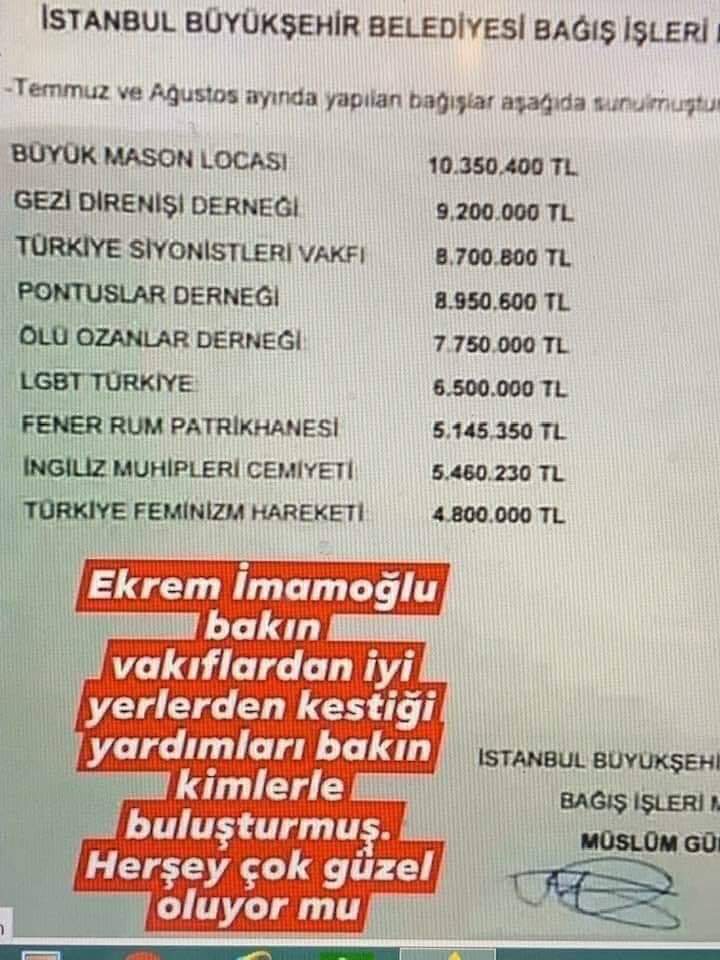 İSTANBUL BÜYÜKŞEHİR BELEDİYESİ BAĞIŞ İŞLERİ
-Temmuz ve Ağustos ayında yapılan bağışlar aşağıda sunulmuştu
BÜYÜK MASON LOCASI 10.350.400 TL
GEZİ DİRENİŞİ DERNEĞİ 9.200.000 TL
TÜRKİYE SİYONİSTLERİ VAKFI 8.700.800 TL
PONTUSLAR DERNEĞİ 8.950.600 TL
ÖLÜ OZANLAR DERNEĞİ 7.750.000 TL
LGBT TÜRKİYE 6.500.000 TL
FENER RUM PATRİKHANESİ 5.145.350 TL
İNGİLİZ MUHİPLERİ CEMİYETİ 5.460.230 TL
TÜRKİYE FEMİNİZM HAREKETİ 4.800.000 TL
Ekrem İmamoğlu
bakın
vakıflardan iyi
yerlerden kestiği
yardımları bakın
kimlerle
buluşturmuş.
Herşey çok güzel
oluyor mu
İSTANBUL BÜYÜKŞEHİ
BAĞIŞ İŞLERİ M
MÜSLÜM GÜ